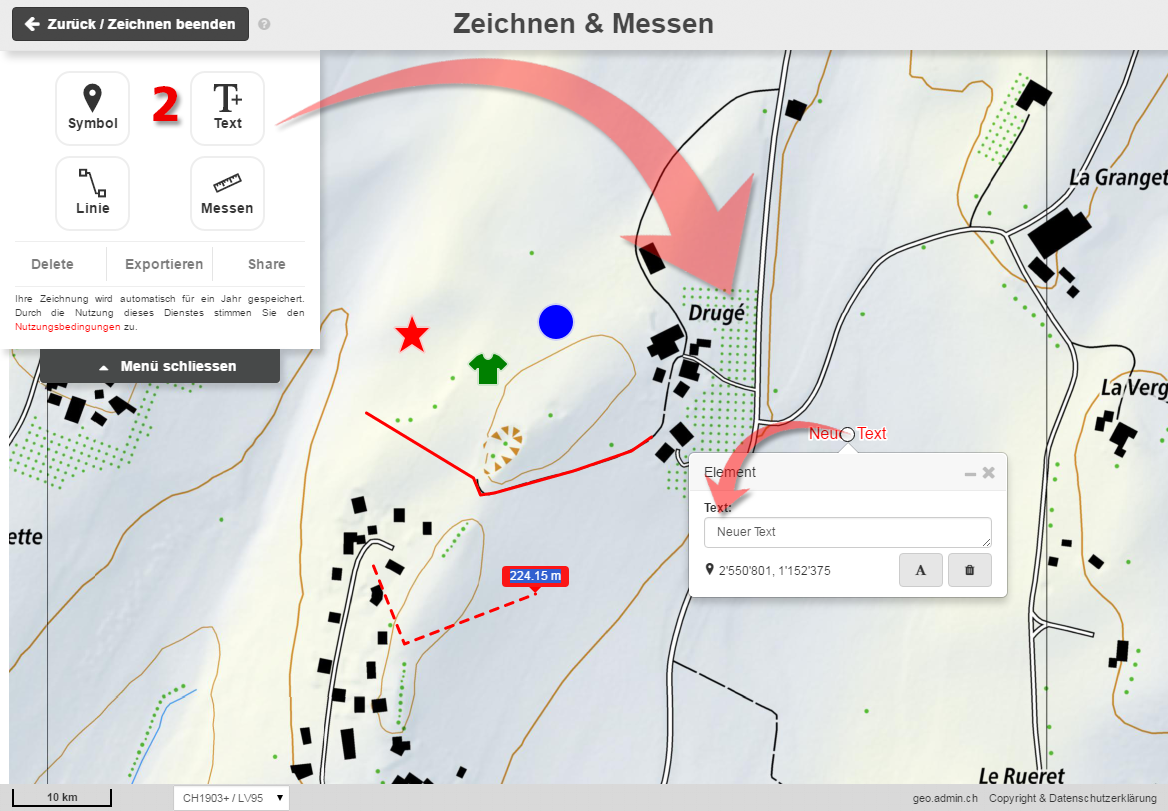 Zurück / Zeichnen beenden
?
Zeichnen & Messen
Symbol
2
Text
Linie
Messen
Delete
Exportieren
Share
Ihre Zeichnung wird automatisch für ein Jahr gespeichert.
Durch die Nutzung dieses Dienstes stimmen Sie den
Nutzungsbedingungen zu.
Menü schliessen
La Granget
Drugé
La Verg
Neuer Text
Element
Text:
Neuer Text
2'550'801, 1'152'375
A
ette
224.15 m
Le Rueret
10 km
CH1903+ / LV95
geo.admin.ch
Copyright & Datenschutzerklärung